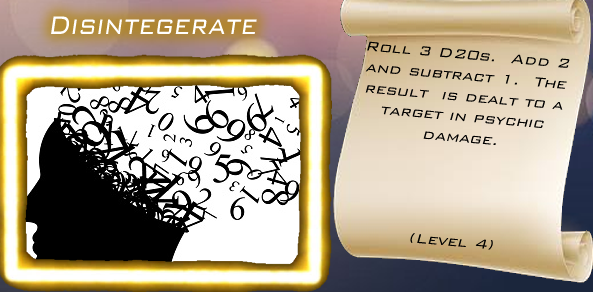 Disintegerate
Roll 3 D20s. Add 2
and subtract 1. The
result is dealt to a
target in psychic
damage.
(Level 4)